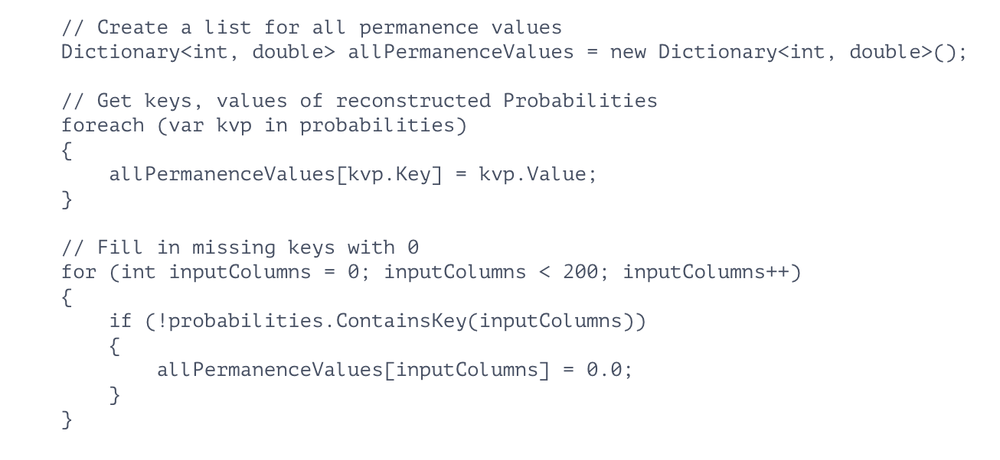 // Create a list for all permanence values
Dictionary<int, double> allPermanenceValues = new Dictionary<int, double>();

// Get keys, values of reconstructed Probabilities
foreach (var kvp in probabilities)
{
    allPermanenceValues[kvp.Key] = kvp.Value;
}

// Fill in missing keys with 0
for (int inputColumns = 0; inputColumns < 200; inputColumns++)
{
    if (!probabilities.ContainsKey(inputColumns))
    {
        allPermanenceValues[inputColumns] = 0.0;
    }
}